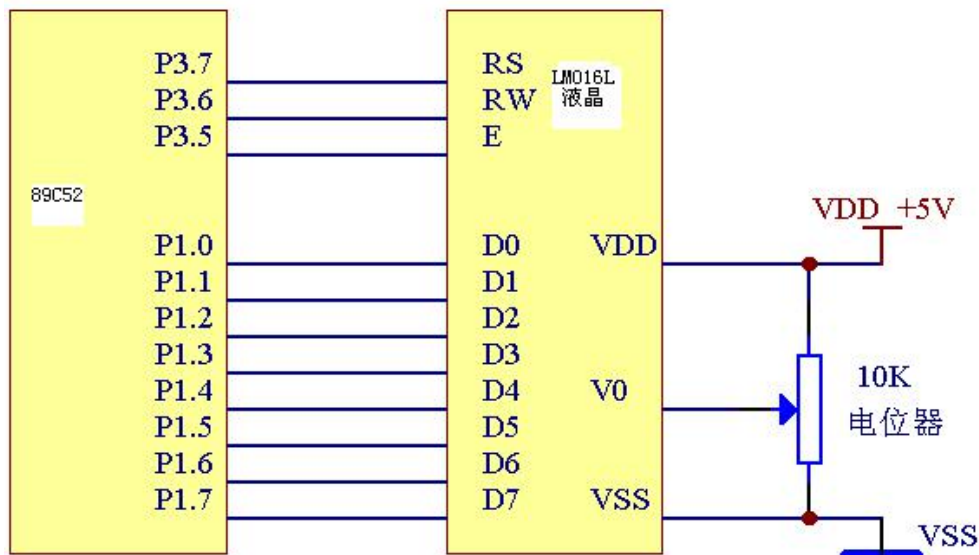 P3.7
P3.6
P3.5
89C52
P1.0
P1.1
P1.2
P1.3
P1.4
P1.5
P1.6
P1.7
RS
RW
E
LM016L
液晶
D0
D1
D2
D3
D4
D5
D6
D7
VDD
V0
VSS
VDD +5V
10K
电位器
VSS